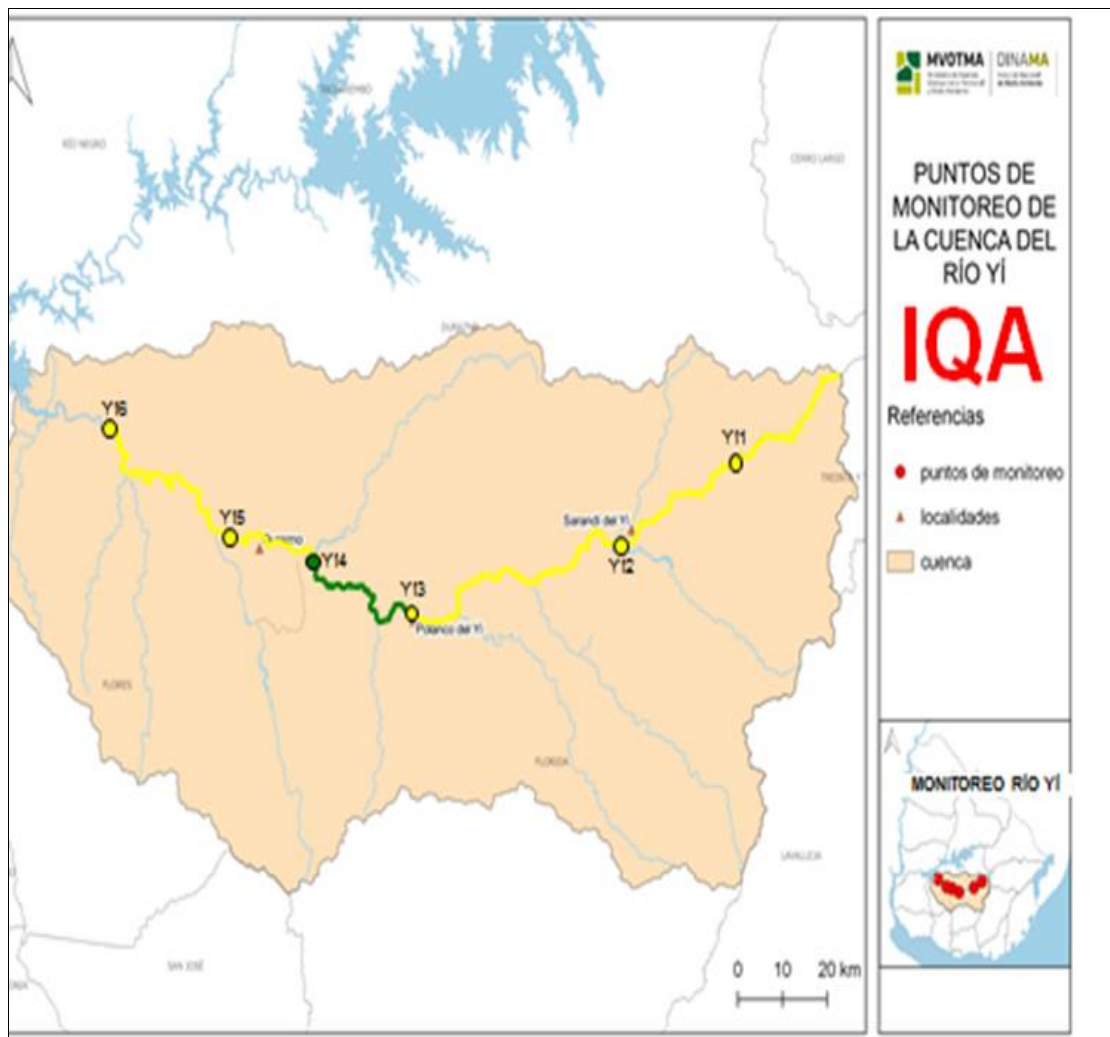 RÍO NEGRO
CERRO LARGO
DURAZNO
Y16
Y11
TREINTA Y
Sarandí del Yí
Y15
Y12
Y14
Y13
Polanco del Yí
FLORES
FLORIDA
LAVALLEJA
SAN JOSÉ
0 10 20 km
MVOTMA
DINAMA
PUNTOS DE
MONITOREO DE
LA CUENCA DEL
RÍO YÍ
IQA
Referencias
puntos de monitoreo
localidades
cuenca
MONITOREO RÍO YÍ